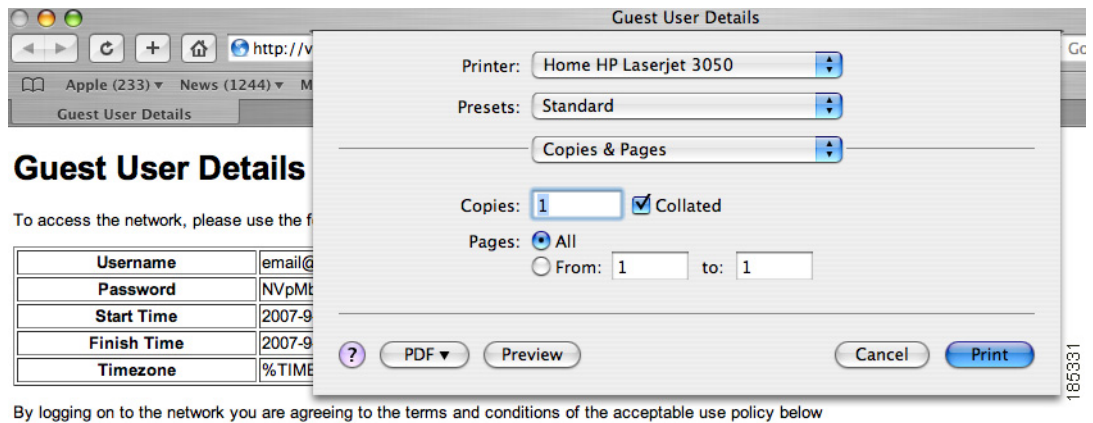 Guest User Details
http://v
Apple (233) ▾ News (1244) ▾ M
Guest User Details
Printer: Home HP Laserjet 3050
Presets: Standard
Copies & Pages
Copies: 1 Collated
Pages: All
From: 1 to: 1
? PDF ▼ Preview Cancel Print
Guest User Details
To access the network, please use the f
Username email@
Password NVpMb
Start Time 2007-9
Finish Time 2007-9
Timezone %TIME
By logging on to the network you are agreeing to the terms and conditions of the acceptable use policy below
185331